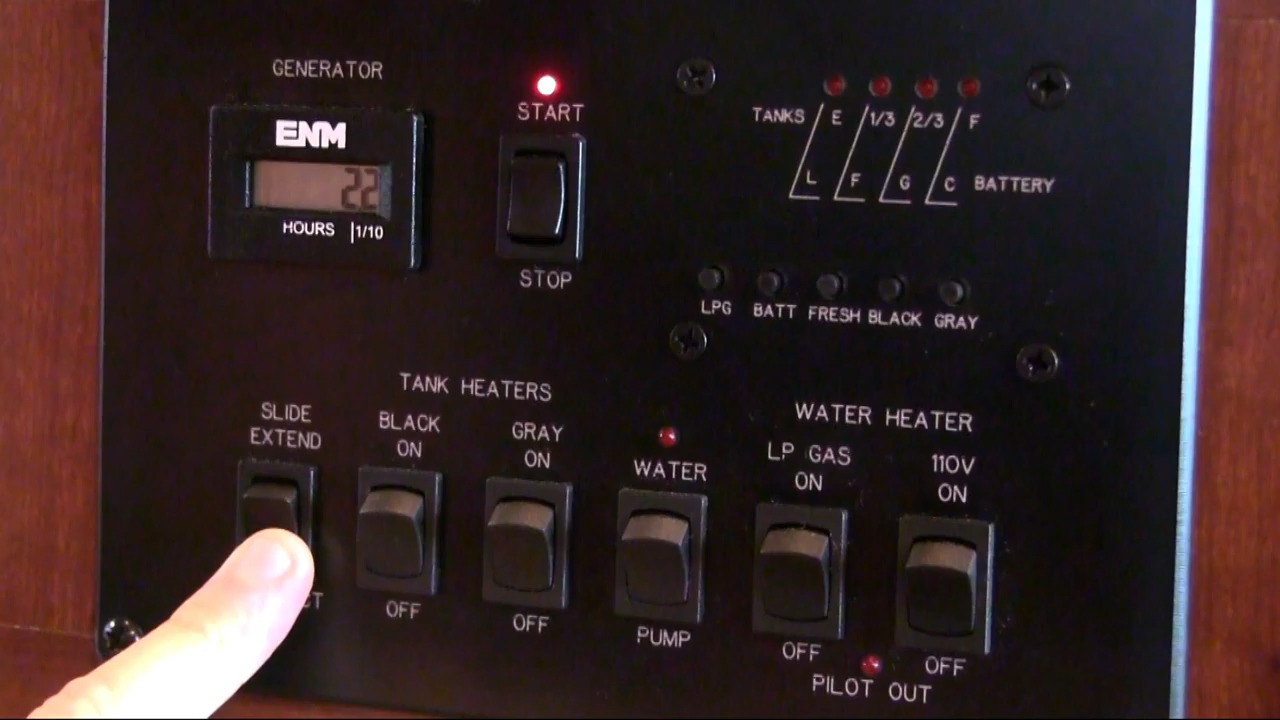 GENERATOR
ENM
22
HOURS 1/10
START
STOP
TANKS E 1/3 2/3 F
L F G C BATTERY
LPG BATT FRESH BLACK GRAY
TANK HEATERS
WATER HEATER
SLIDE
EXTEND
CT
BLACK
ON
OFF
GRAY
ON
OFF
WATER
PUMP
LP GAS
ON
OFF
110V
ON
OFF
PILOT OUT